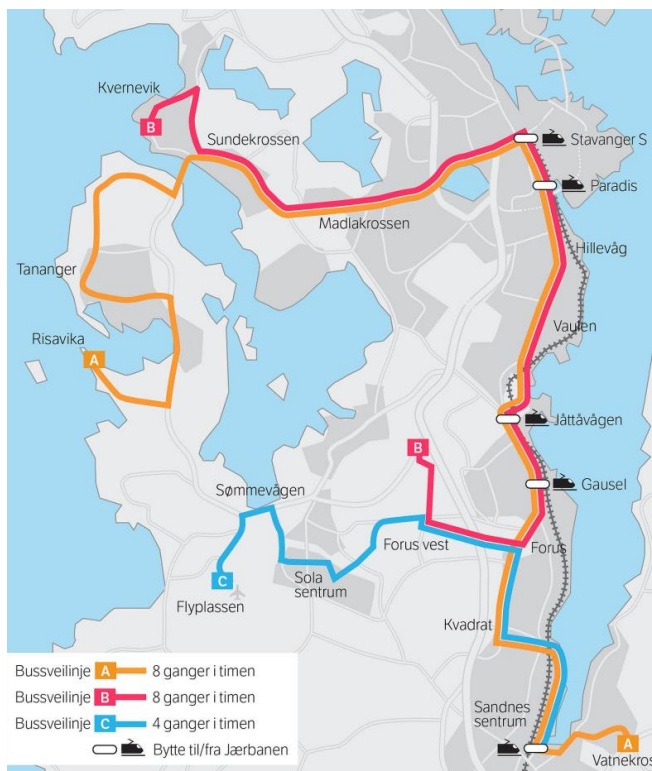 Kvernevik
B
Sundekrossen
Stavanger S
Paradis
Madlakrossen
Hillevåg
Tananger
Vaulen
Risavika
A
Jåttåvågen
B
Gausel
Sømmevågen
Forus vest
Forus
C
Sola
sentrum
Flyplassen
Kvadrat
Bussveilinje A 8 ganger i timen
Bussveilinje B 8 ganger i timen
Bussveilinje C 4 ganger i timen
Bytte til/fra Jærbanen
Sandnes
sentrum
A
Vatnekros